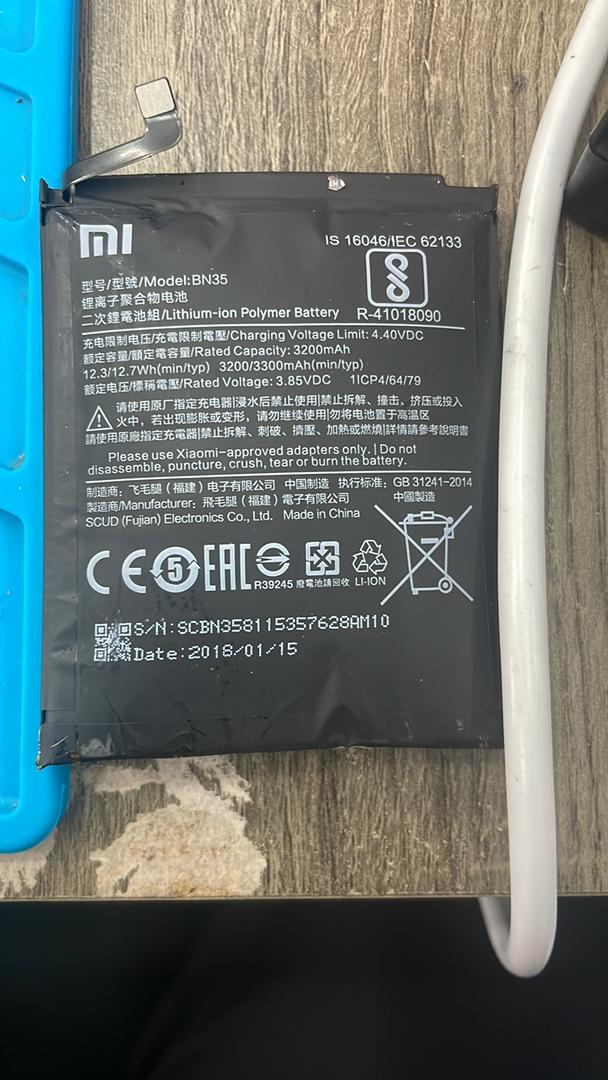 mi
IS 16046/IEC 62133
R-41018090
型号/型號/Model:BN35
锂离子聚合物电池
二次鋰電池組/Lithium-ion Polymer Battery
充电限制电压/充電限制電壓/Charging Voltage Limit: 4.40VDC
额定容量/額定電容量/Rated Capacity: 3200mAh
12.3/12.7Wh(min/typ) 3200/3300mAh(min/typ)
额定电压/標稱電壓/Rated Voltage: 3.85VDC 1ICP4/64/79
请使用原厂指定充电器|浸水后禁止使用|禁止拆解、撞击、挤压或投入
火中，若出现膨胀或变形，请勿继续使用|勿将电池置于高温区
請使用原廠指定充電器|禁止拆解、刺破、擠壓、加熱或燃燒|詳情請參考說明書
Please use Xiaomi-approved adapters only. | Do not
disassemble, puncture, crush, tear or burn the battery.
制造商：飞毛腿（福建）电子有限公司 中国制造 执行标准：GB 31241-2014
製造商/Manufacturer: 飛毛腿（福建）電子有限公司 中國製造
SCUD (Fujian) Electronics Co., Ltd. Made in China
CE 5 EAC
R39245 廢電池請回收 LI-ION
S/N:SCBN358115357628AM10
Date:2018/01/15